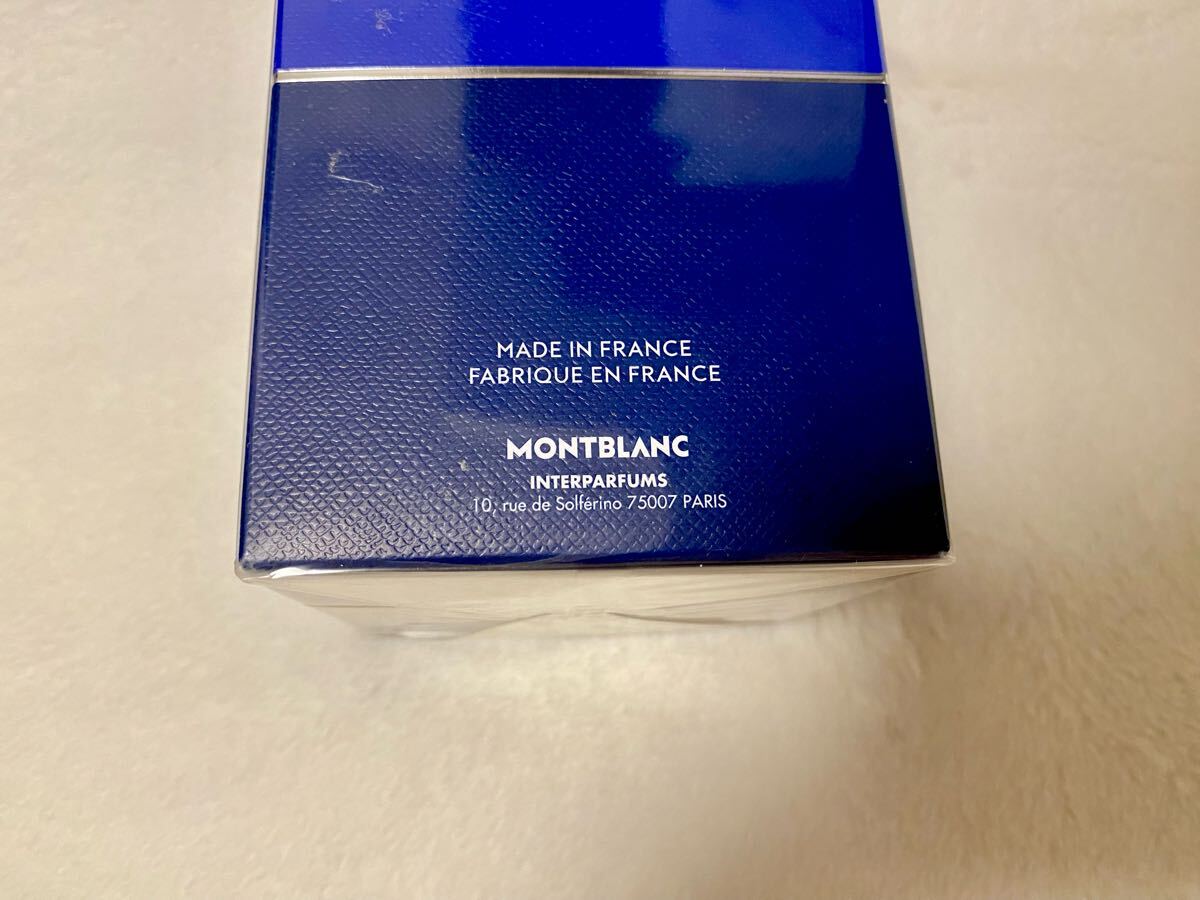 MADE IN FRANCE
FABRIQUE EN FRANCE
MONTBLANC
INTERPARFUMS
10, rue de Solférino 75007 PARIS